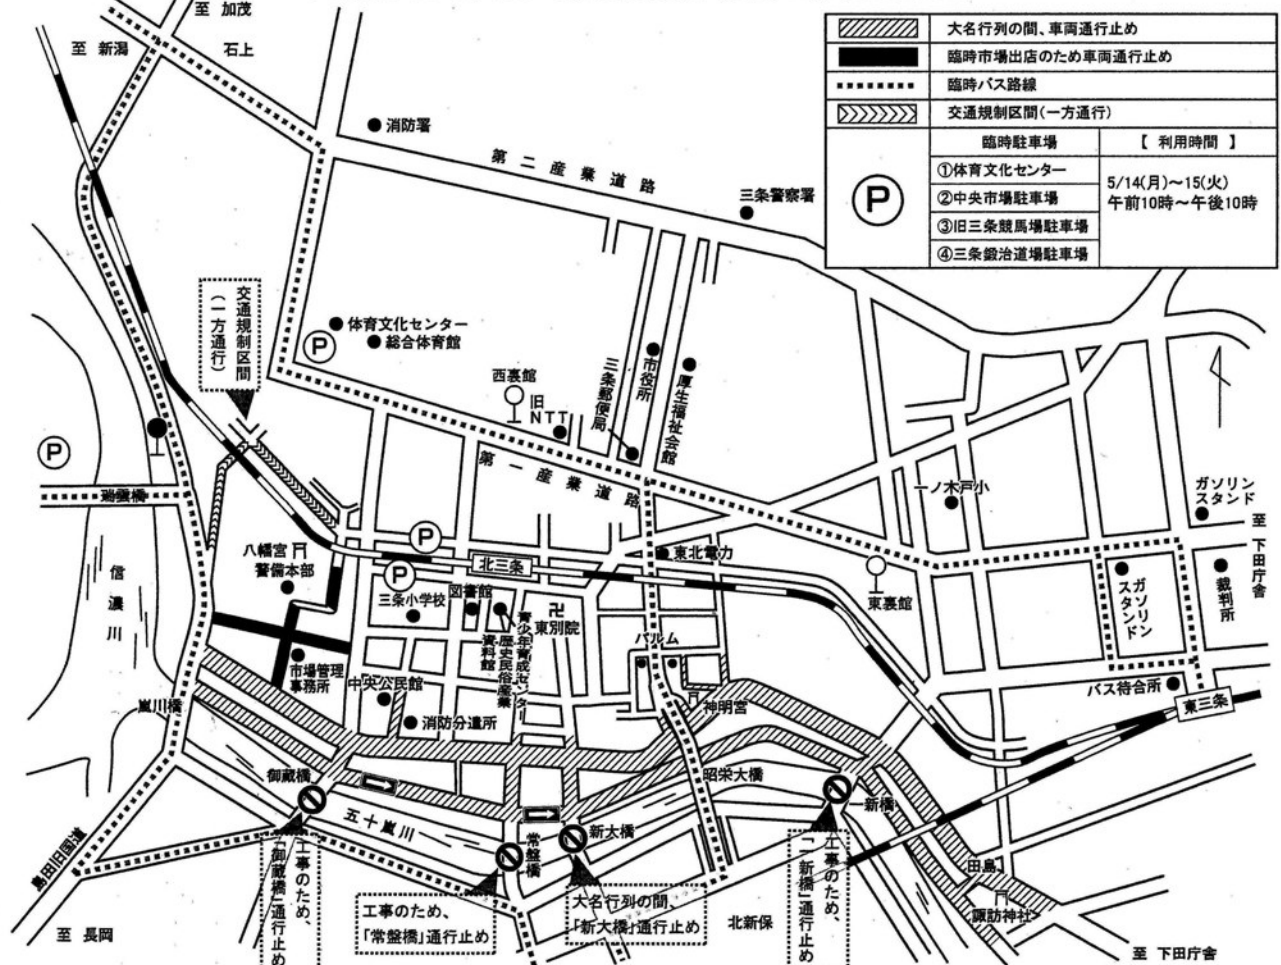 至 加茂
至 新潟
石上
大名行列の間、車両通行止め
臨時市場出店のため車両通行止め
臨時バス路線
交通規制区間(一方通行)
P
臨時駐車場
【 利用時間 】
①体育文化センター
②中央市場駐車場
③旧三条競馬場駐車場
④三条鍛治道場駐車場
5/14(月)～15(火)
午前10時～午後10時
消防署
第二産業道路
三条警察署
交通規制区間
(一方通行)
体育文化センター
総合体育館
P
西裏館
旧
NTT
三条郵便局
市役所
厚生福祉会館
第一産業道路
P
瑞雲橋
一ノ木戸小
ガソリン
スタンド
至 下田庁舎
八幡宮
警備本部
P
P
北三条
東北電力
三条小学校
図書館
卍
東別院
青少年育成センター
歴史民俗産業
資料館
パルム
東裏館
ガソリン
スタンド
裁判所
信濃川
市場管理
事務所
中央公民館
消防分遣所
神明宮
バス待合所
東三条
嵐川橋
御蔵橋
昭栄大橋
一新橋
五十嵐川
常盤橋
新大橋
田島
諏訪神社
島田旧国道
工事のため、
「御蔵橋」通行止め
工事のため、
「常盤橋」通行止め
大名行列の間、
「新大橋」通行止め
工事のため、
「一新橋」通行止め
北新保
至 長岡
至 下田庁舎